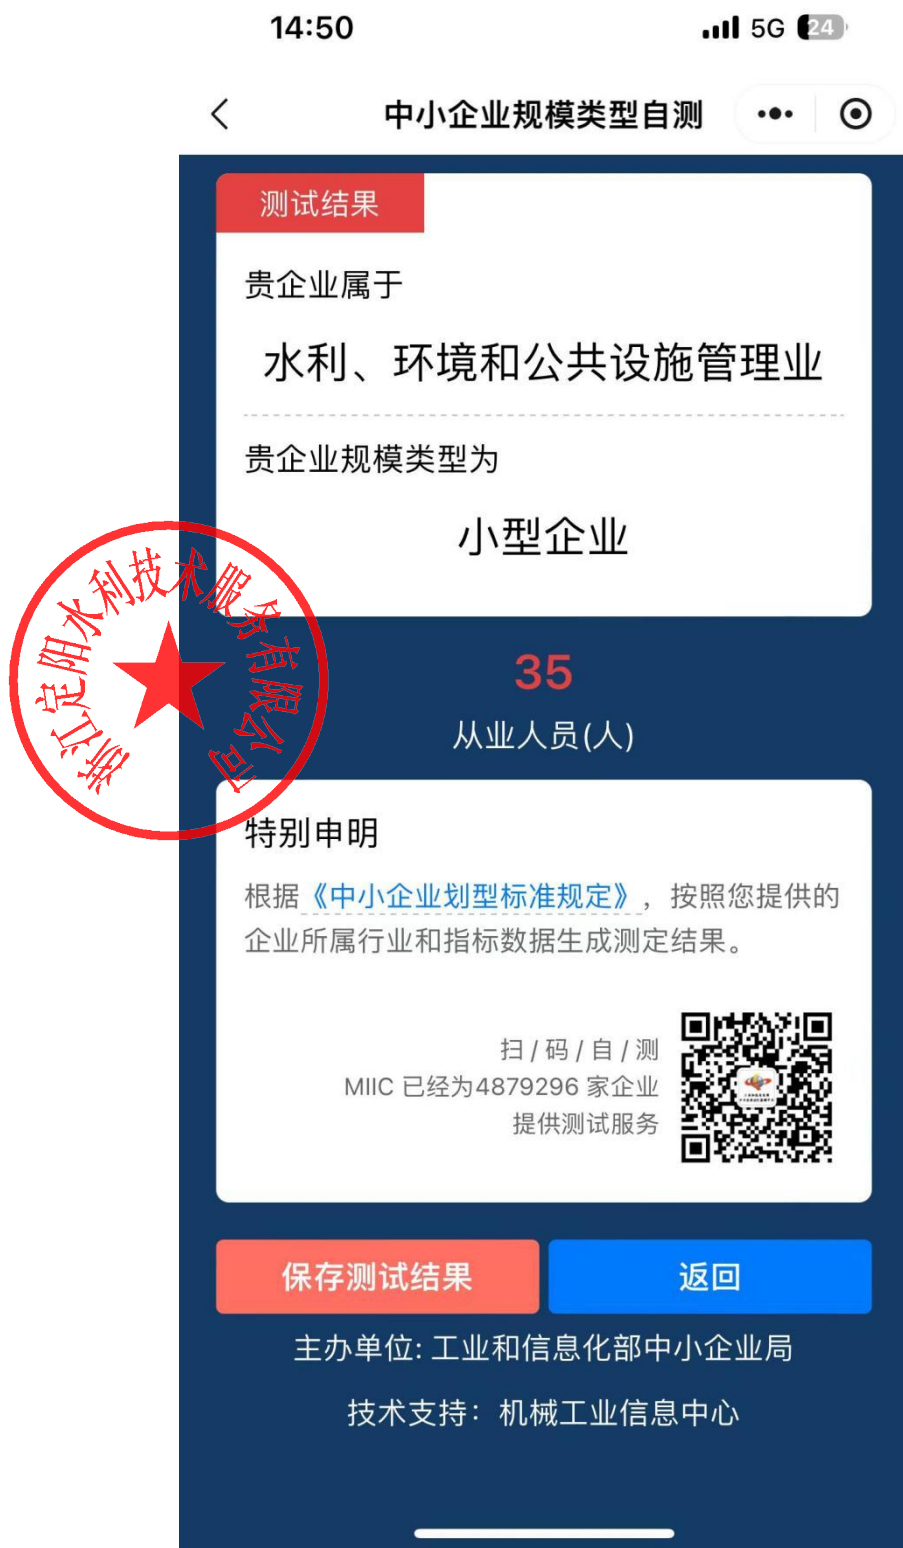 14:50
5G 24
中小企业规模类型自测
测试结果
贵企业属于
水利、环境和公共设施管理业
贵企业规模类型为
小型企业
浙江定阳水利技术服务有限公司
35
从业人员(人)
特别申明
根据《中小企业划型标准规定》，按照您提供的
企业所属行业和指标数据生成测定结果。
扫/码/自/测
MIIC 已经为4879296 家企业
提供测试服务
保存测试结果
返回
主办单位: 工业和信息化部中小企业局
技术支持：机械工业信息中心